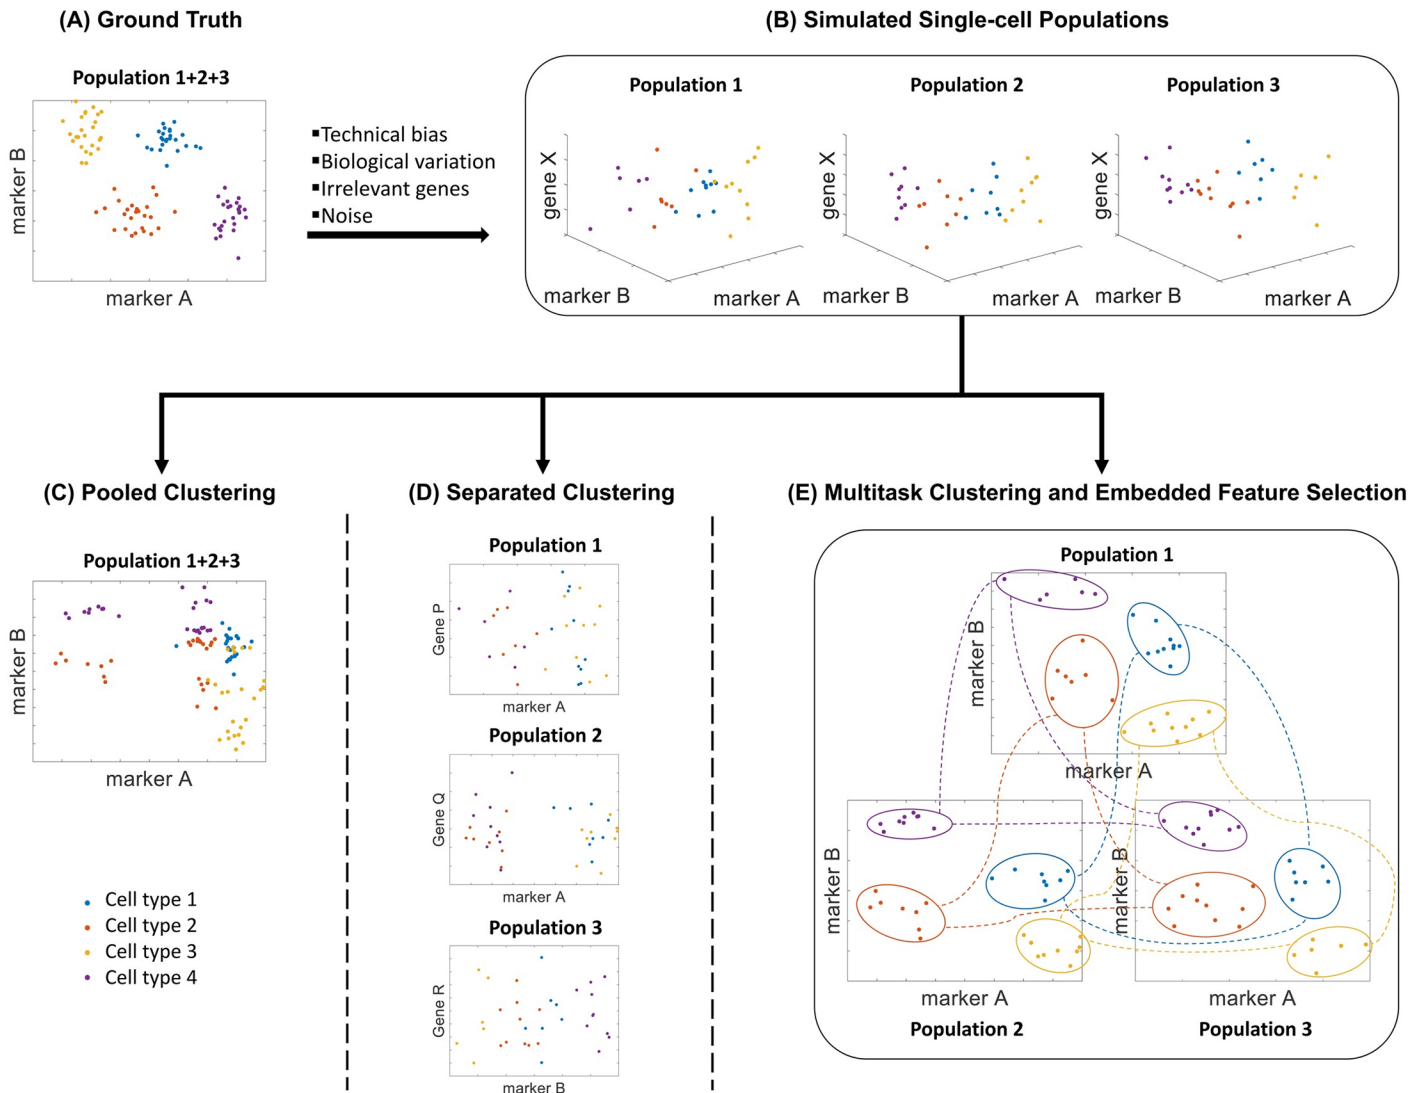 (A) Ground Truth
Population 1+2+3
marker B
marker A
▪Technical bias
▪Biological variation
▪Irrelevant genes
▪Noise
(B) Simulated Single-cell Populations
Population 1
Population 2
Population 3
gene X
marker B
marker A
gene X
marker B
marker A
gene X
marker B
marker A
(C) Pooled Clustering
Population 1+2+3
marker B
marker A
Cell type 1
Cell type 2
Cell type 3
Cell type 4
(D) Separated Clustering
Population 1
Gene P
marker A
Population 2
Gene Q
marker A
Population 3
Gene R
marker B
(E) Multitask Clustering and Embedded Feature Selection
Population 1
marker B
marker A
marker B
marker A
Population 2
marker B
marker A
Population 3